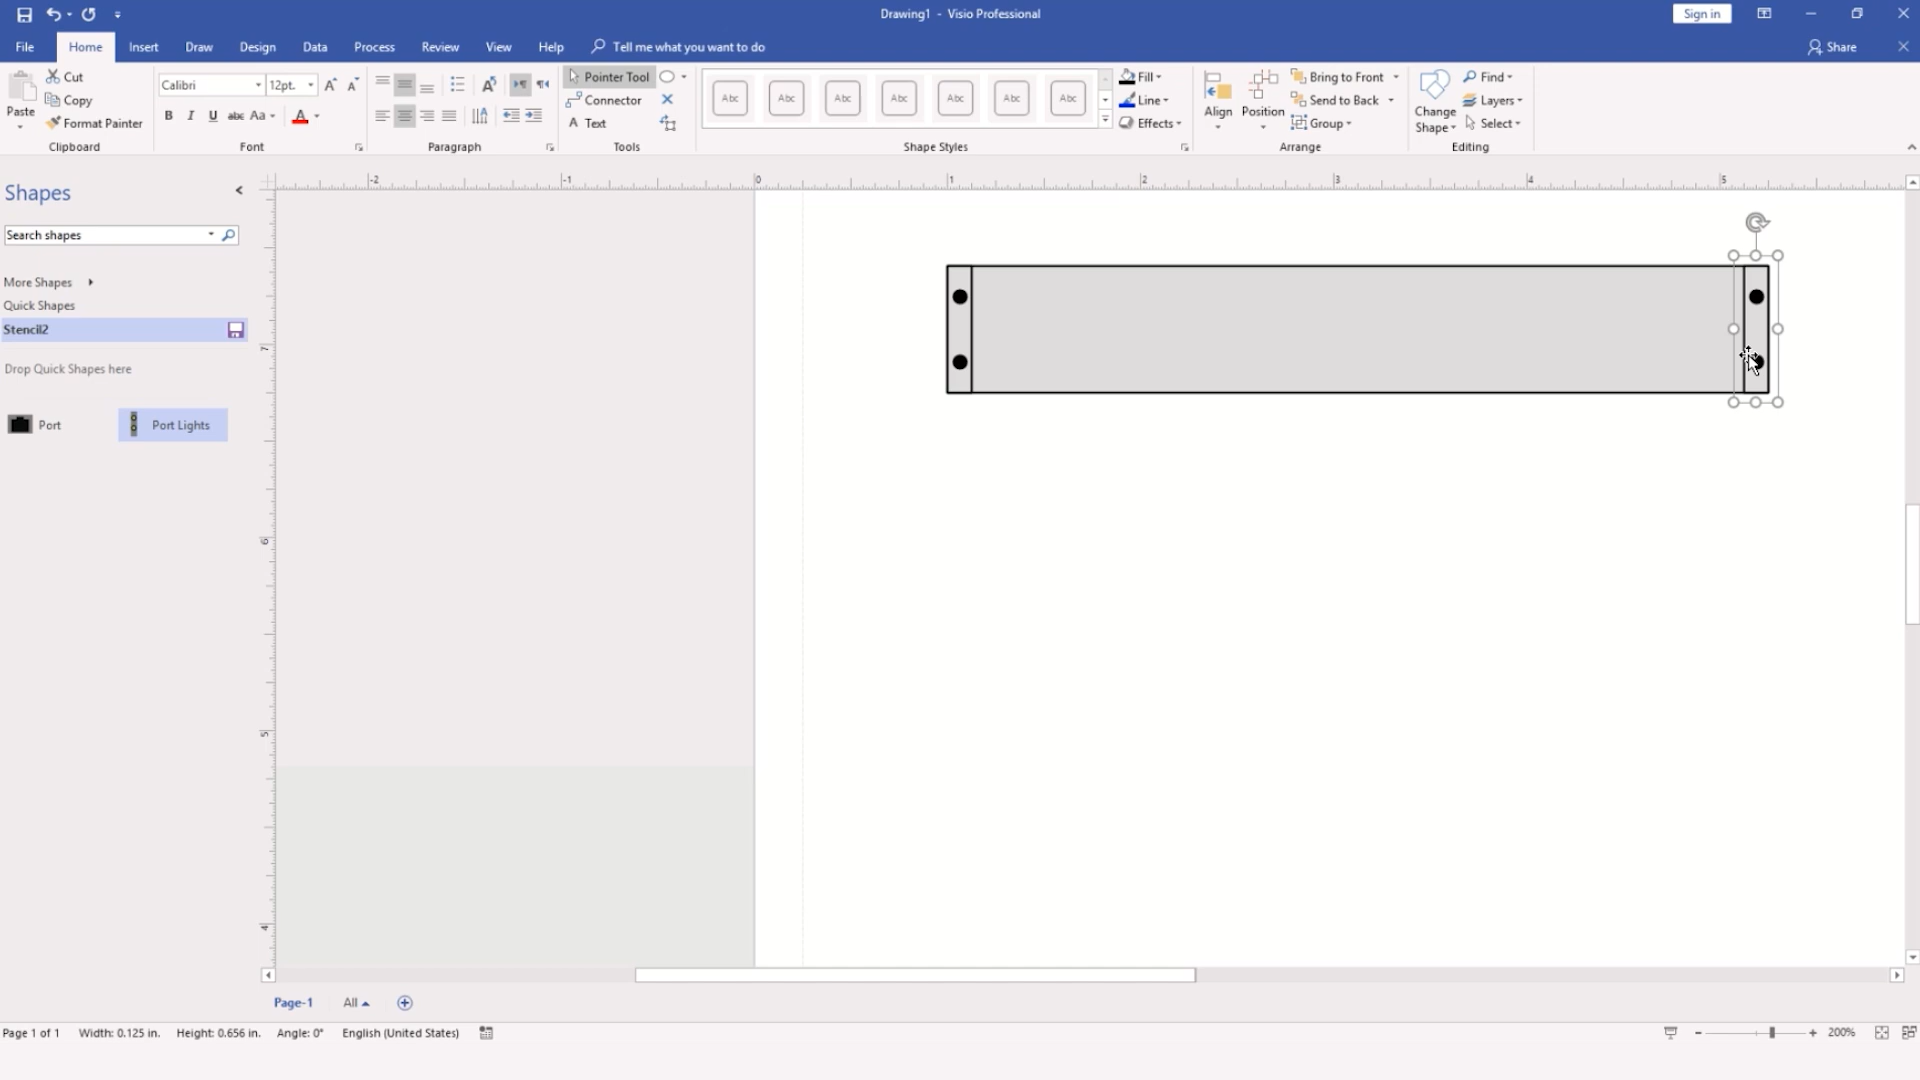 Drawing1 - Visio Professional
Sign in
File Home Insert Draw Design Data Process Review View Help Tell me what you want to do
Share
Paste
Cut
Copy
Format Painter
Clipboard
Calibri 12pt. A A
B I U abc Aa A
Font
Paragraph
Pointer Tool
Connector
A Text
Tools
Abc Abc Abc Abc Abc Abc Abc
Fill
Line
Effects
Shape Styles
Align
Position
Bring to Front
Send to Back
Group
Arrange
Change Shape
Find
Layers
Select
Editing
Shapes
Search shapes
More Shapes
Quick Shapes
Stencil2
Drop Quick Shapes here
Port
Port Lights
-2 -1 0 1 2 3 4 5
7
6
5
4
Page-1 All
Page 1 of 1 Width: 0.125 in. Height: 0.656 in. Angle: 0° English (United States)
200%